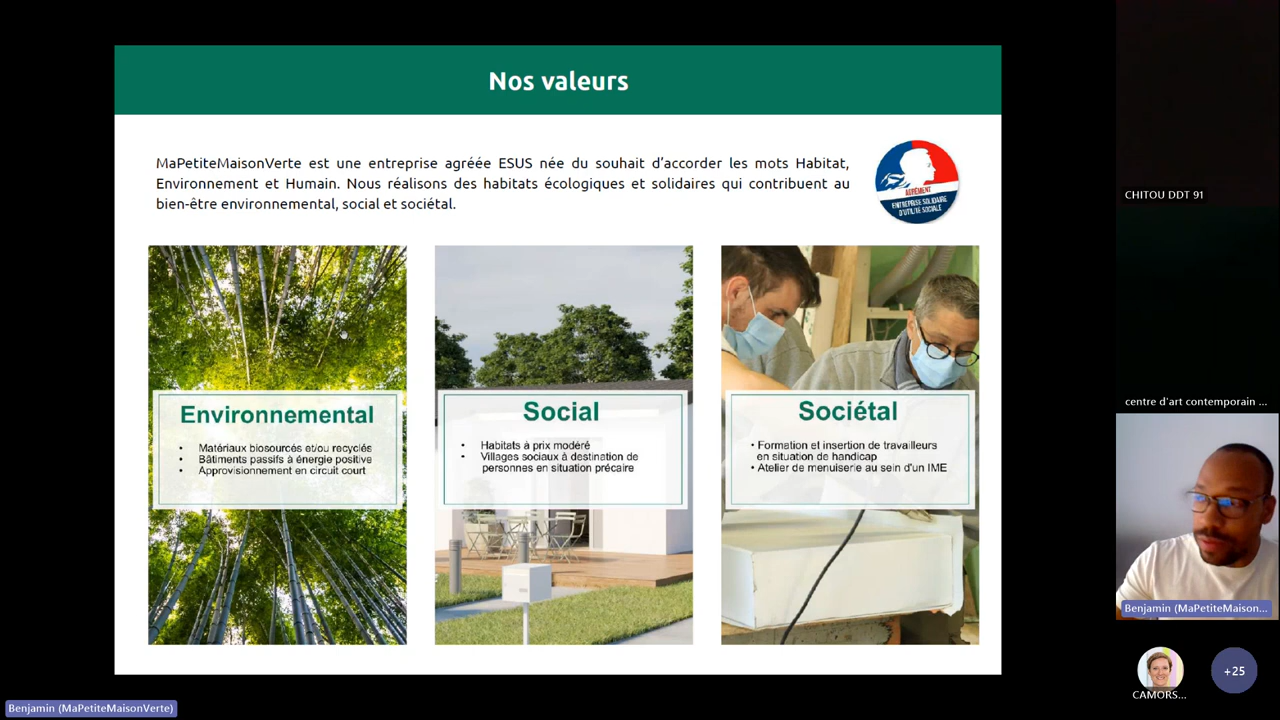 Nos valeurs
MaPetiteMaisonVerte est une entreprise agréée ESUS née du souhait d'accorder les mots Habitat,
Environnement et Humain. Nous réalisons des habitats écologiques et solidaires qui contribuent au
bien-être environnemental, social et sociétal.
AGRÉMENT
ENTREPRISE SOLIDAIRE
D'UTILITÉ SOCIALE
Environnemental
• Matériaux biosourcés et/ou recyclés
• Bâtiments passifs à énergie positive
• Approvisionnement en circuit court
Social
• Habitats à prix modéré
• Villages sociaux à destination de
personnes en situation précaire
Sociétal
• Formation et insertion de travailleurs
en situation de handicap
• Atelier de menuiserie au sein d'un IME
CHITOU DDT 91
centre d'art contemporain ...
Benjamin (MaPetiteMaison...
CAMORS...
+25
Benjamin (MaPetiteMaisonVerte)